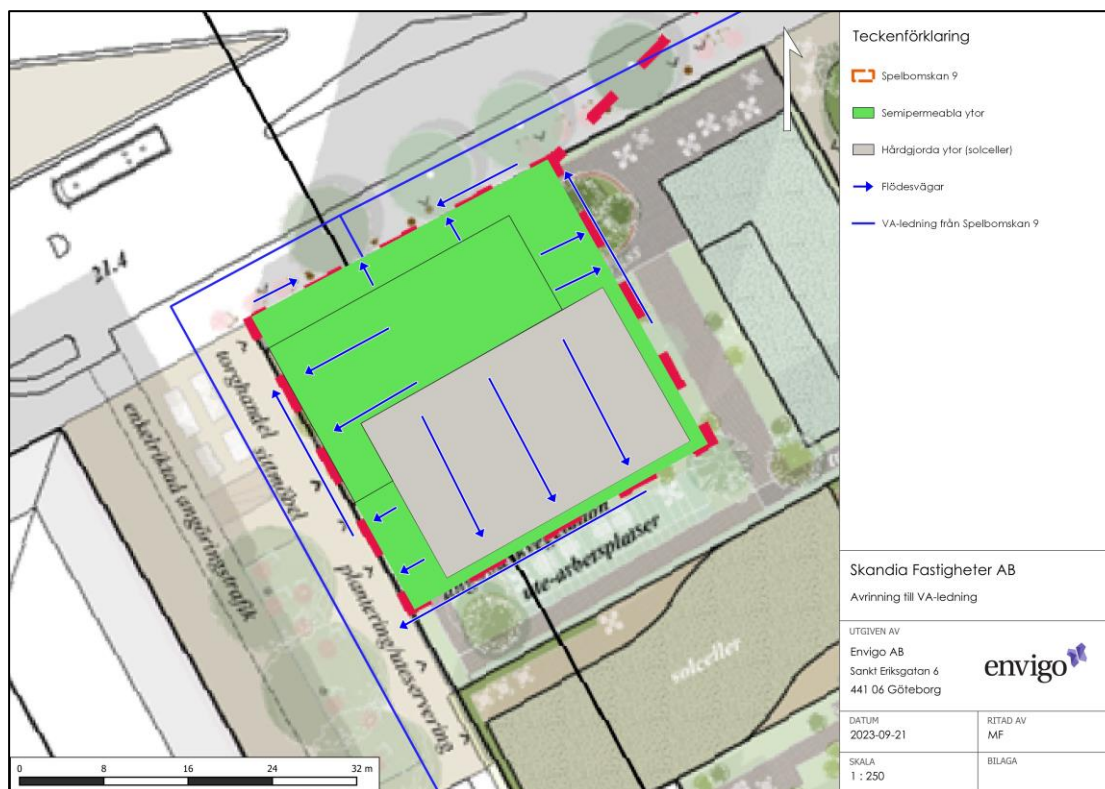 D
21.4
torghandel sittmöbel
enkelriktad angöringstrafik
plantering/uteservering
ute-arbetsplatser
solceller
0 8 16 24 32 m
Teckenförklaring
Spelbomskan 9
Semipermeabla ytor
Hårdgjorda ytor (solceller)
Flödesvägar
VA-ledning från Spelbomskan 9
Skandia Fastigheter AB
Avrinning till VA-ledning
UTGIVEN AV
Envigo AB
Sankt Eriksgatan 6
441 06 Göteborg
envigo
DATUM
2023-09-21
RITAD AV
MF
SKALA
1 : 250
BILAGA